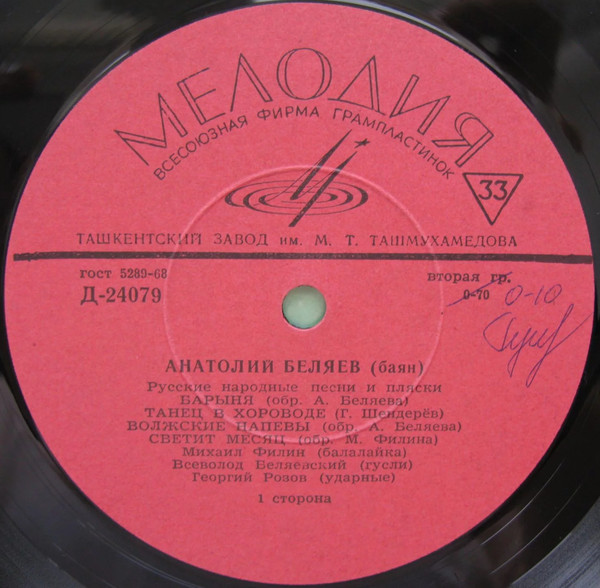 МЕЛОДИЯ
ВСЕСОЮЗНАЯ ФИРМА ГРАМПЛАСТИНОК
33
ТАШКЕНТСКИЙ ЗАВОД им. М. Т. ТАШМУХАМЕДОВА
гост 5289-68
вторая гр.
Д-24079
0-70 0-10
АНАТОЛИЙ БЕЛЯЕВ (баян)
Русские народные песни и пляски
БАРЫНЯ (обр. А. Беляева)
ТАНЕЦ В ХОРОВОДЕ (Г. Шендерёв)
ВОЛЖСКИЕ НАПЕВЫ (обр. А. Беляева)
СВЕТИТ МЕСЯЦ (обр. М. Филина)
Михаил Филин (балалайка)
Всеволод Беляевский (гусли)
Георгий Розов (ударные)
1 сторона